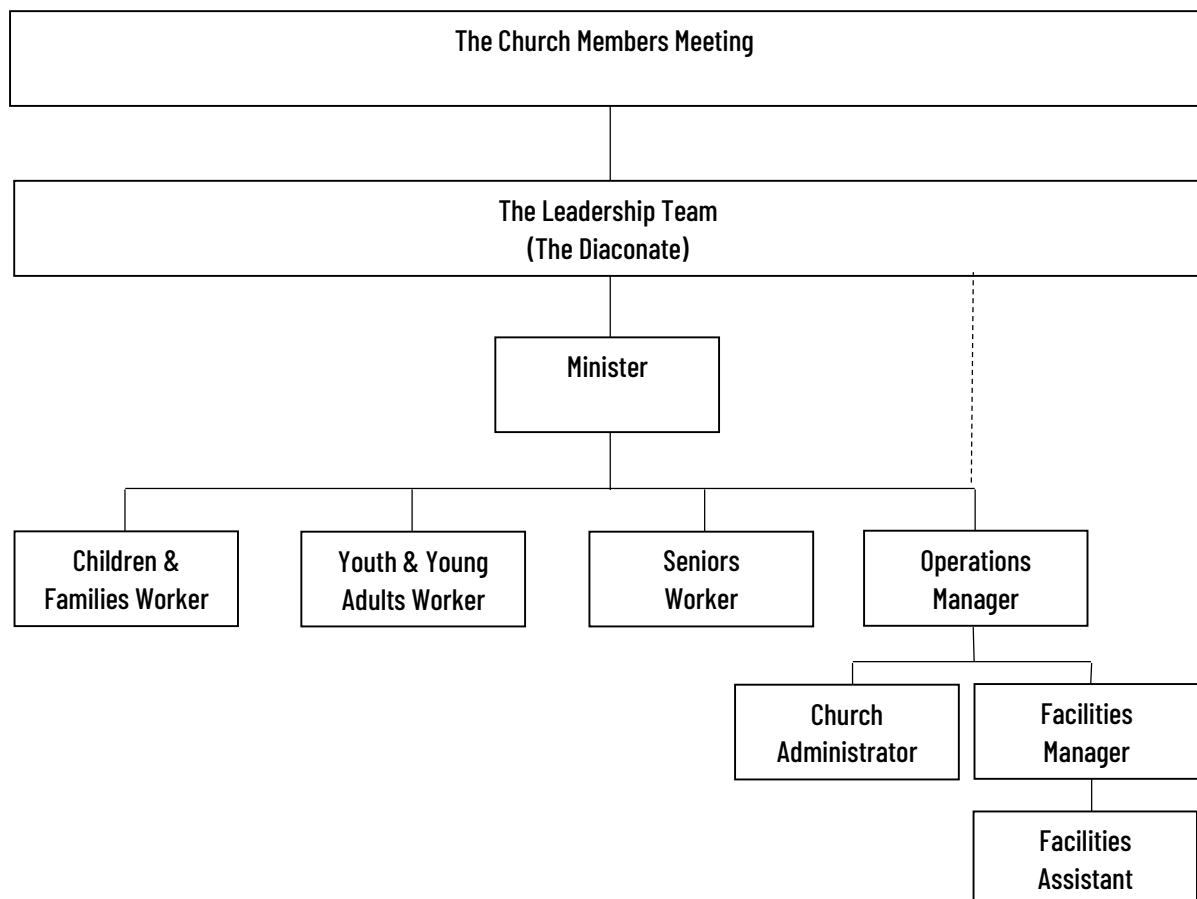 The Church Members Meeting
The Leadership Team
(The Diaconate)
Minister
Children &
Families Worker
Youth & Young
Adults Worker
Seniors
Worker
Operations
Manager
Church
Administrator
Facilities
Manager
Facilities
Assistant